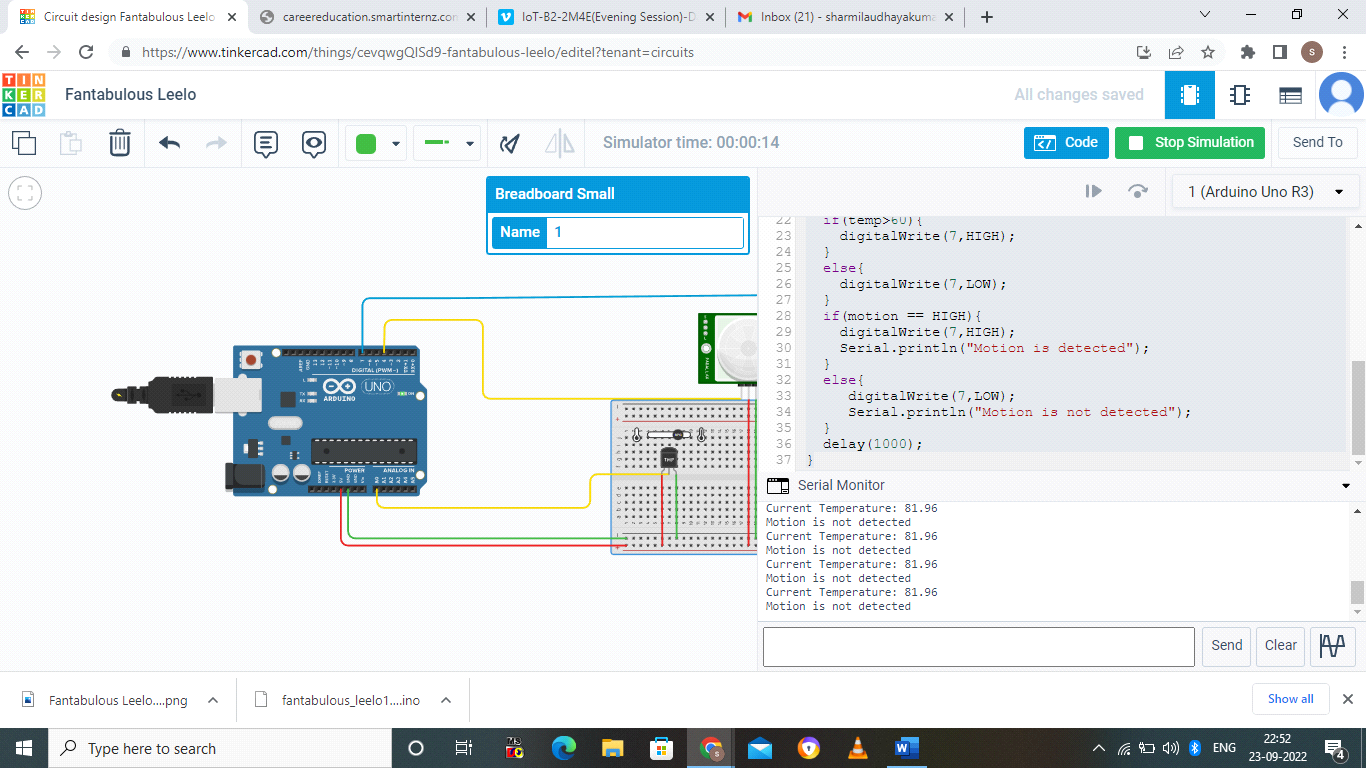 Circuit design Fantabulous Leelo
careereducation.smartinternz.con
IoT-B2-2M4E(Evening Session)-D
Inbox (21) - sharmilaudhayakuma
https://www.tinkercad.com/things/cevqwgQlSd9-fantabulous-leelo/editel?tenant=circuits
S
TIN
KER
CAD
Fantabulous Leelo
All changes saved
Simulator time: 00:00:14
Code
Stop Simulation
Send To
Breadboard Small
Name 1
1 (Arduino Uno R3)
22 if(temp>60){
23 digitalWrite(7,HIGH);
24 }
25 else{
26 digitalWrite(7,LOW);
27 }
28 if(motion == HIGH){
29 digitalWrite(7,HIGH);
30 Serial.println("Motion is detected");
31 }
32 else{
33 digitalWrite(7,LOW);
34 Serial.println("Motion is not detected");
35 }
36 delay(1000);
37 }
DIGITAL (PWM~)
UNO
ARDUINO
POWER
ANALOG IN
TMP
Serial Monitor
Current Temperature: 81.96
Motion is not detected
Current Temperature: 81.96
Motion is not detected
Current Temperature: 81.96
Motion is not detected
Current Temperature: 81.96
Motion is not detected
Send
Clear
Fantabulous Leelo....png
fantabulous_leelo1....ino
Show all
Type here to search
ENG
22:52
23-09-2022
4